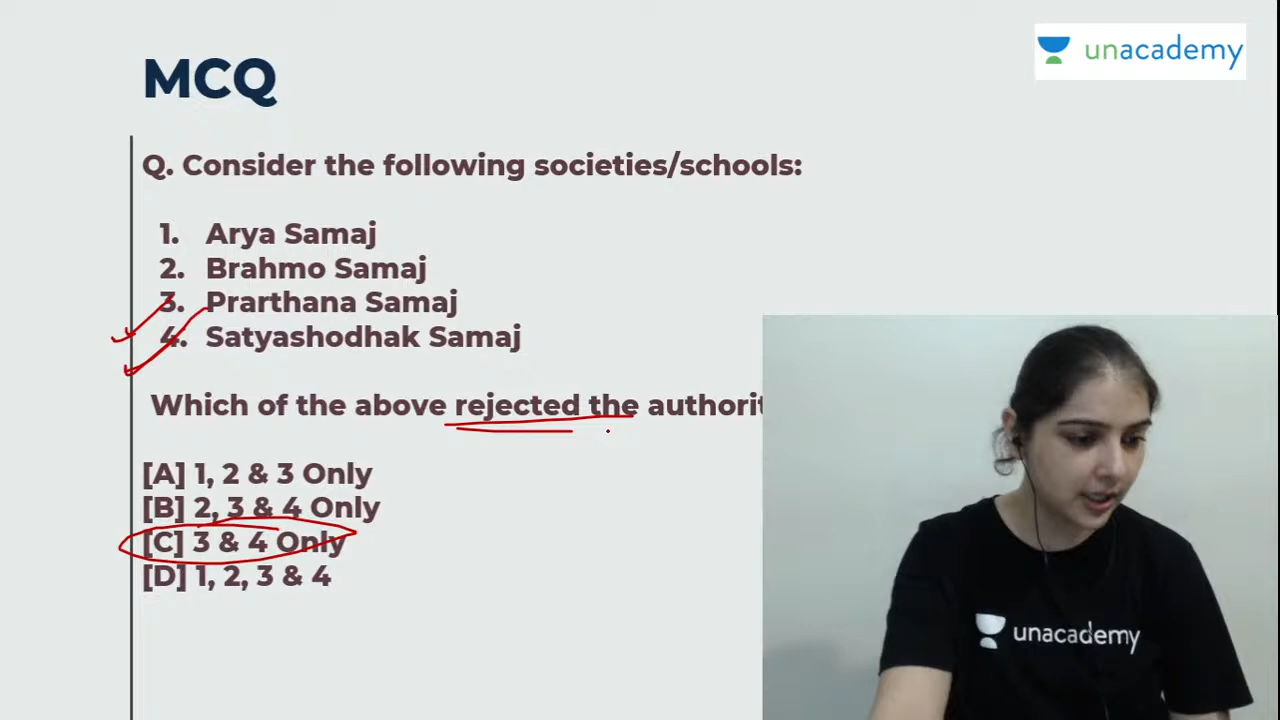 unacademy
MCQ
Q. Consider the following societies/schools:
1. Arya Samaj
2. Brahmo Samaj
3. Prarthana Samaj
4. Satyashodhak Samaj
Which of the above rejected the
[A] 1, 2 & 3 Only
[B] 2, 3 & 4 Only
[C] 3 & 4 Only
[D] 1, 2, 3 & 4
unacademy